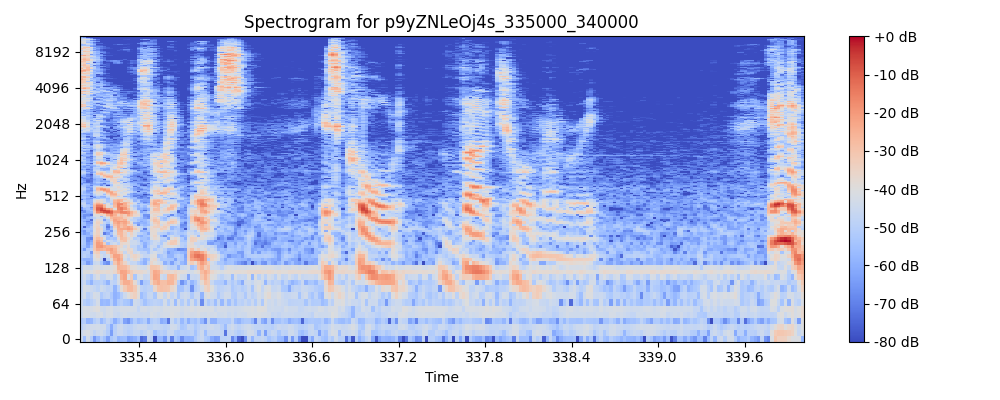 Spectrogram for p9yZNLeOj4s_335000_340000
Hz
8192
4096
2048
1024
512
256
128
64
0
335.4 336.0 336.6 337.2 337.8 338.4 339.0 339.6
Time
+0 dB
-10 dB
-20 dB
-30 dB
-40 dB
-50 dB
-60 dB
-70 dB
-80 dB